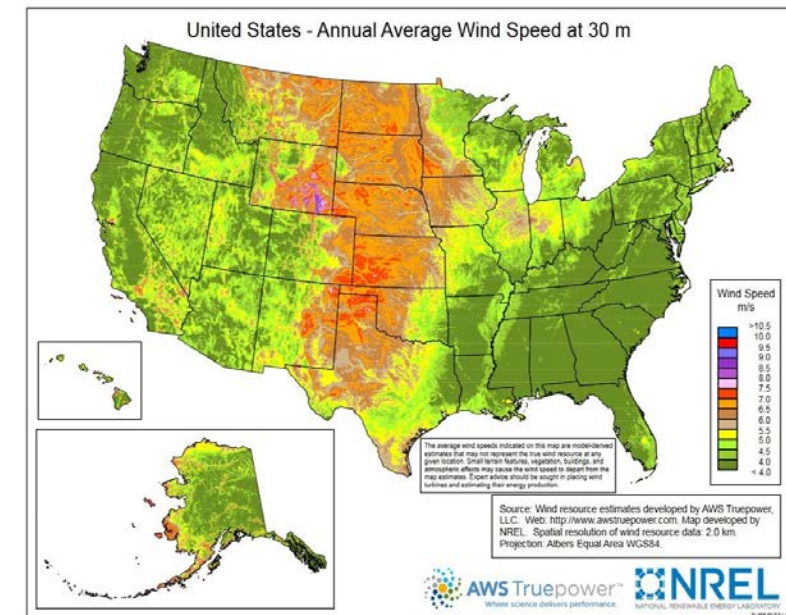 United States - Annual Average Wind Speed at 30 m
Wind Speed
m/s
>10.5
10.0
9.5
9.0
8.5
8.0
7.5
7.0
6.5
6.0
5.5
5.0
4.5
4.0
< 4.0
The average wind speeds indicated on this map are model-derived
estimates that may not represent the true wind resource at any
given location. Small terrain features, vegetation, buildings, and
atmospheric effects may cause the wind speed to depart from the
map estimates. Expert advice should be sought in placing wind
turbines and estimating their energy production.
Source: Wind resource estimates developed by AWS Truepower,
LLC. Web: http://www.awstruepower.com. Map developed by
NREL. Spatial resolution of wind resource data: 2.0 km.
Projection: Albers Equal Area WGS84.
AWS Truepower™
Where science delivers performance.
NREL
NATIONAL RENEWABLE ENERGY LABORATORY